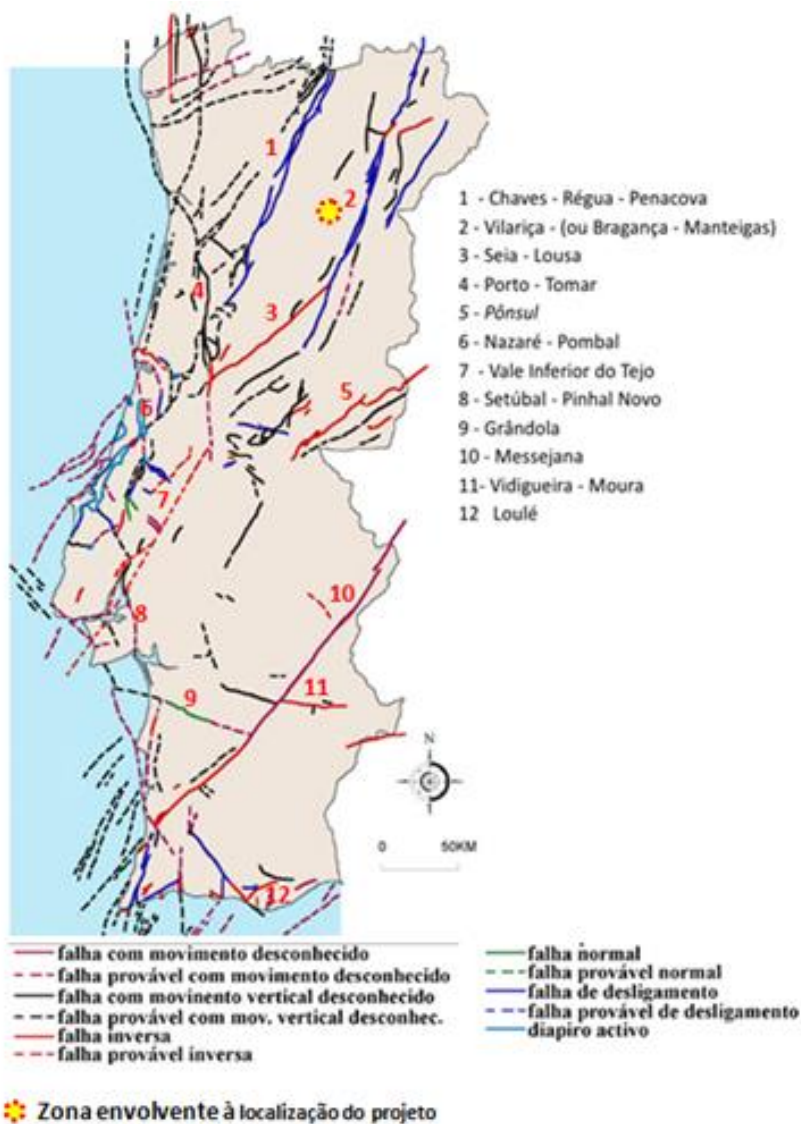 1
2
3
4
5
6
7
8
9
10
11
12
1 - Chaves - Régua - Penacova
2 - Vilariça - (ou Bragança - Manteigas)
3 - Seia - Lousa
4 - Porto - Tomar
5 - Pônsul
6 - Nazaré - Pombal
7 - Vale Inferior do Tejo
8 - Setúbal - Pinhal Novo
9 - Grândola
10 - Messejana
11- Vidigueira - Moura
12 Loulé
N
0 50KM
falha com movimento desconhecido
falha provável com movimento desconhecido
falha com movinento vertical desconhecido
falha provável com mov. vertical desconhec.
falha inversa
falha provável inversa
falha normal
falha provável normal
falha de desligamento
falha provável de desligamento
diapiro activo
Zona envolvente à localização do projeto